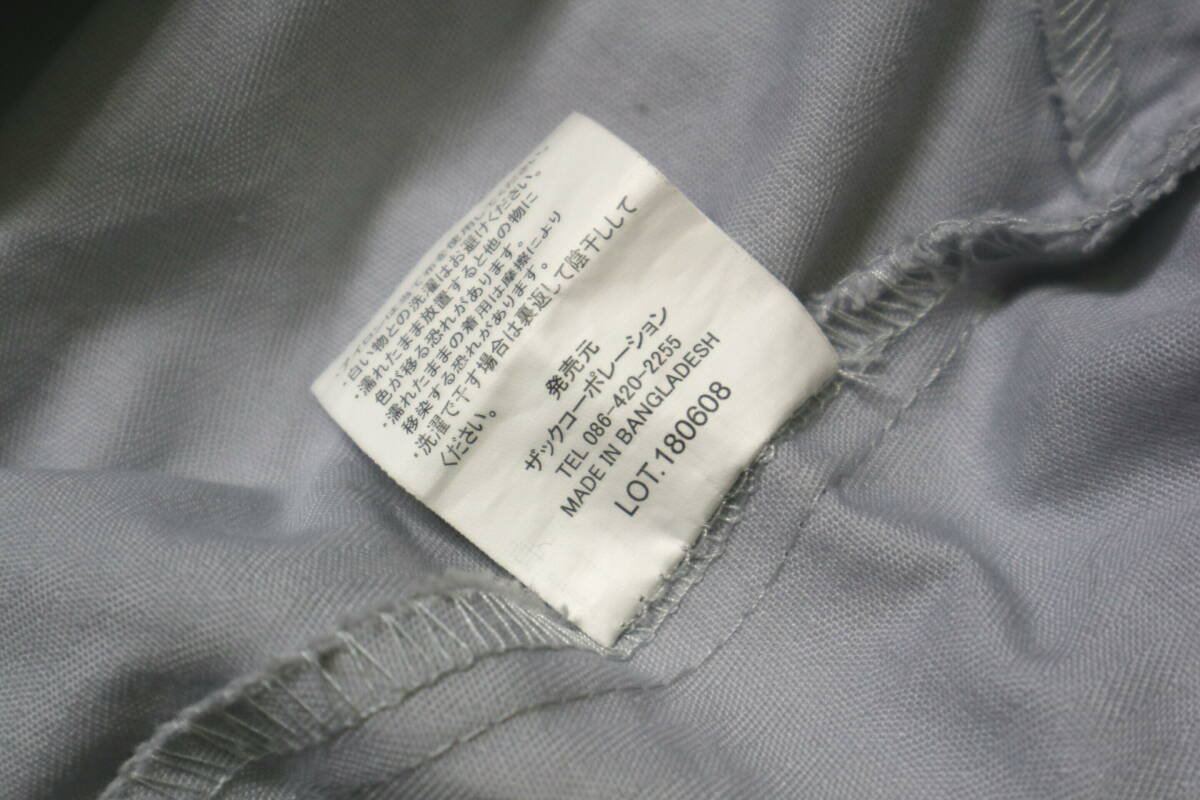 使用
・白い物との洗濯はお避けください。
・濡れたまま放置すると他の物に
色が移る恐れがあります。
・濡れたままの着用は摩擦により
移染する恐れがあります。
・洗濯で干す場合は裏返して陰干しして
ください。
発売元
ザックコーポレーション
TEL 086-420-2255
MADE IN BANGLADESH
LOT.180608